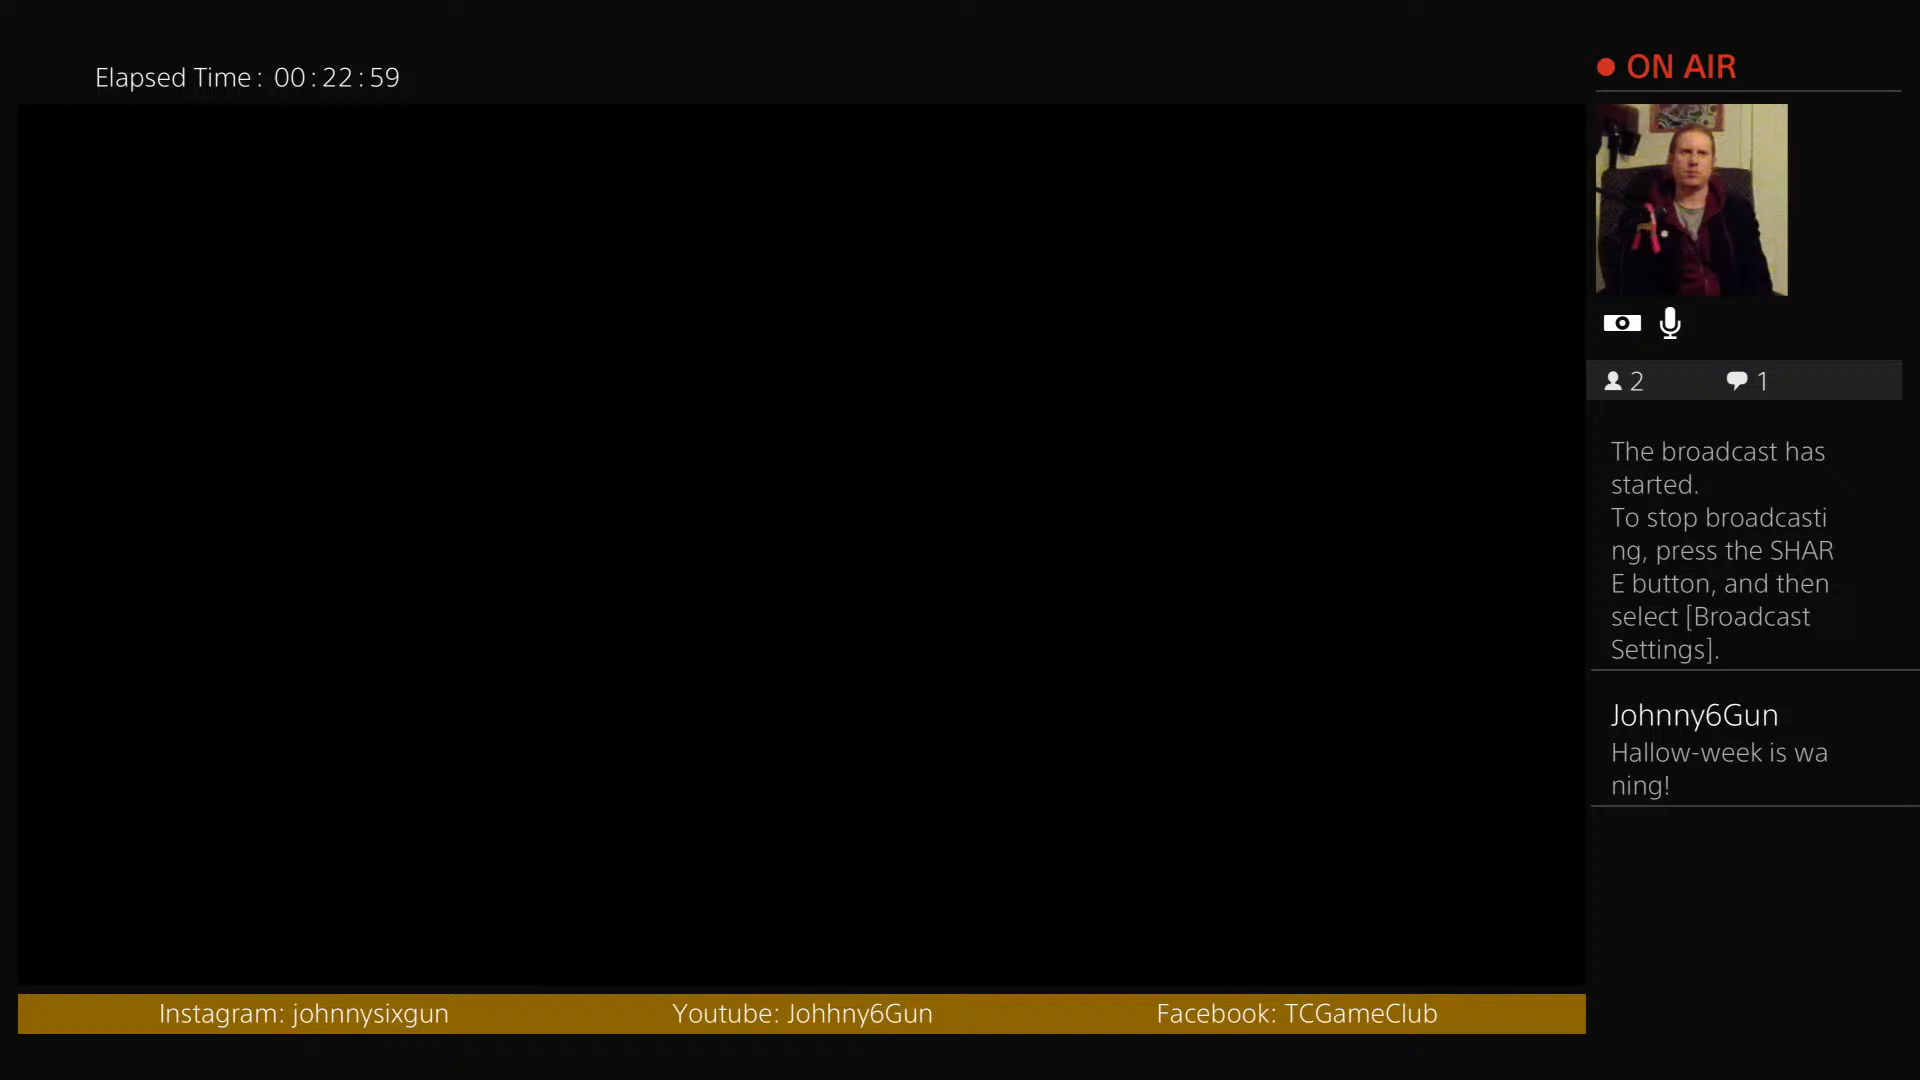 Elapsed Time: 00:22:59
ON AIR
2 1
The broadcast has
started.
To stop broadcasti
ng, press the SHAR
E button, and then
select [Broadcast
Settings].
Johnny6Gun
Hallow-week is wa
ning!
Instagram: johnnysixgun Youtube: Johhny6Gun Facebook: TCGameClub